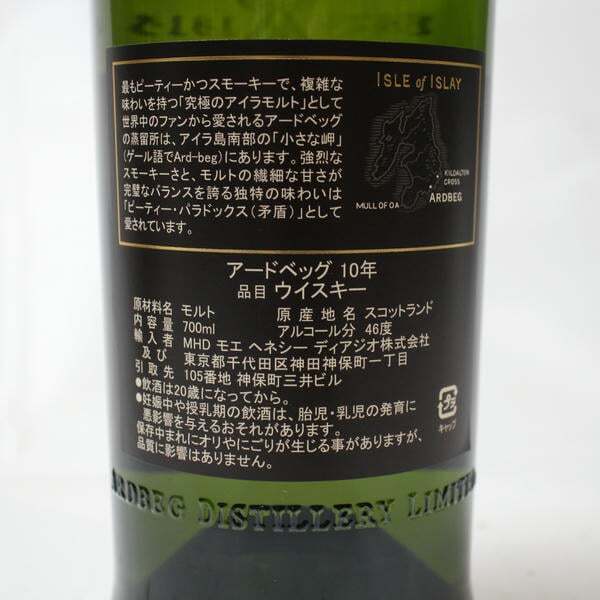 最もピーティーかつスモーキーで、複雑な
味わいを持つ「究極のアイラモルト」として
世界中のファンから愛されるアードベッグ
の蒸留所は、アイラ島南部の「小さな岬」
(ゲール語でArd-beg)にあります。強烈な
スモーキーさと、モルトの繊細な甘さが
完璧なバランスを誇る独特の味わいは
「ピーティー・パラドックス(矛盾)」として
愛されています。
ISLE of ISLAY
KILDALTON
CROSS
ARDBEG
MULL OF OA
アードベッグ 10年
品目 ウイスキー
原材料名 モルト 原産地名 スコットランド
内容量 700ml アルコール分 46度
輸入者 MHD モエ ヘネシー ディアジオ株式会社
及び 東京都千代田区神田神保町一丁目
引取先 105番地 神保町三井ビル
●飲酒は20歳になってから。
●妊娠中や授乳期の飲酒は、胎児・乳児の発育に
悪影響を与えるおそれがあります。
保存中まれにオリやにごりが生じる事がありますが、
品質に影響はありません。
プラ
キャップ
ARDBEG DISTILLERY LIMITED